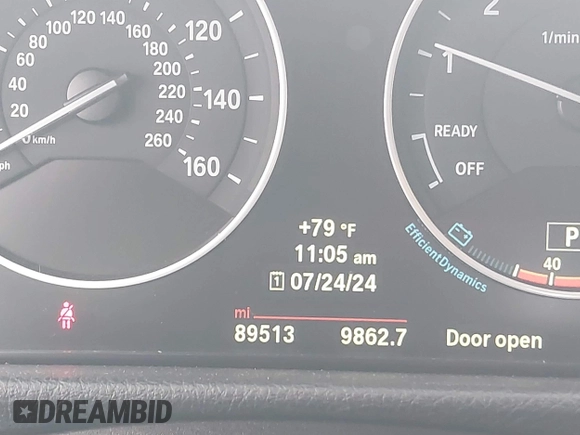 100 120 140
80 160 120
60 180
200
40 220 140
20 240
0 km/h 260
mph 160
2
1/min
1
READY
OFF
EfficientDynamics
P
40
+79 °F
11:05 am
1 07/24/24
mi
89513 9862.7 Door open
DREAMBID